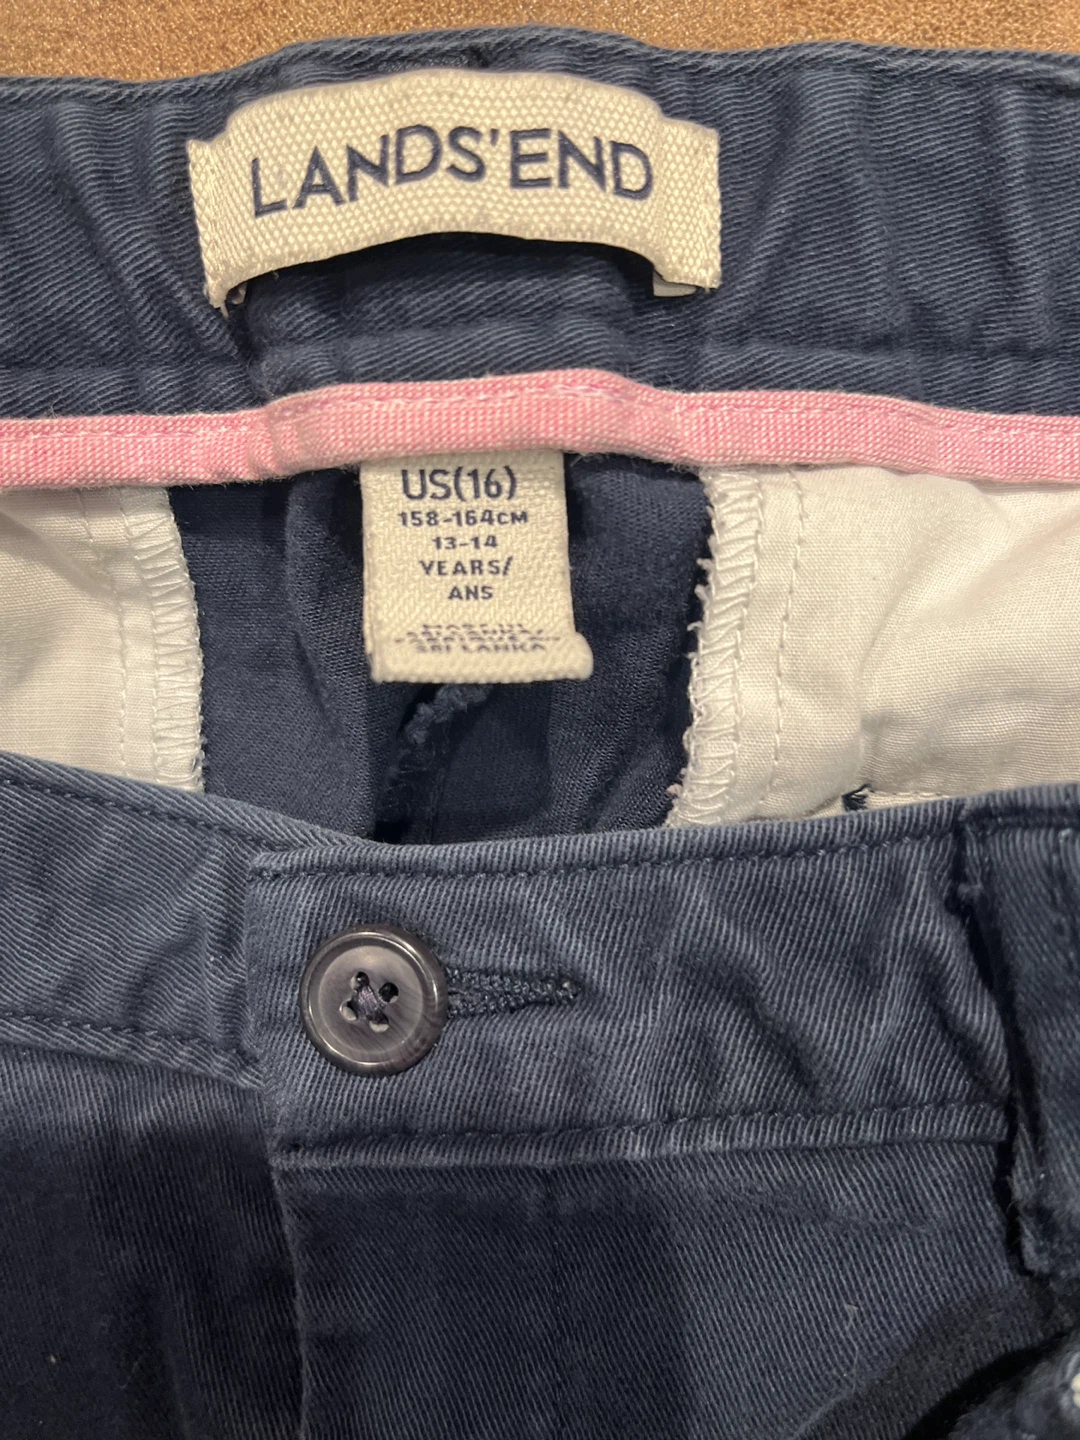 LANDS'END
US(16)
158-164CM
13-14
YEARS/
ANS
SRI LANKA